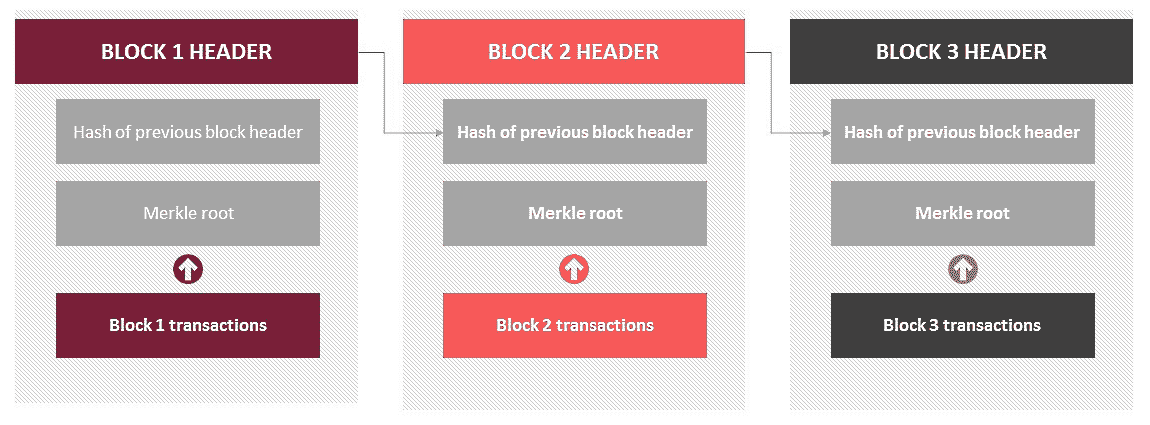 BLOCK 1 HEADER
Hash of previous block header
Merkle root
Block 1 transactions
BLOCK 2 HEADER
Hash of previous block header
Merkle root
Block 2 transactions
BLOCK 3 HEADER
Hash of previous block header
Merkle root
Block 3 transactions